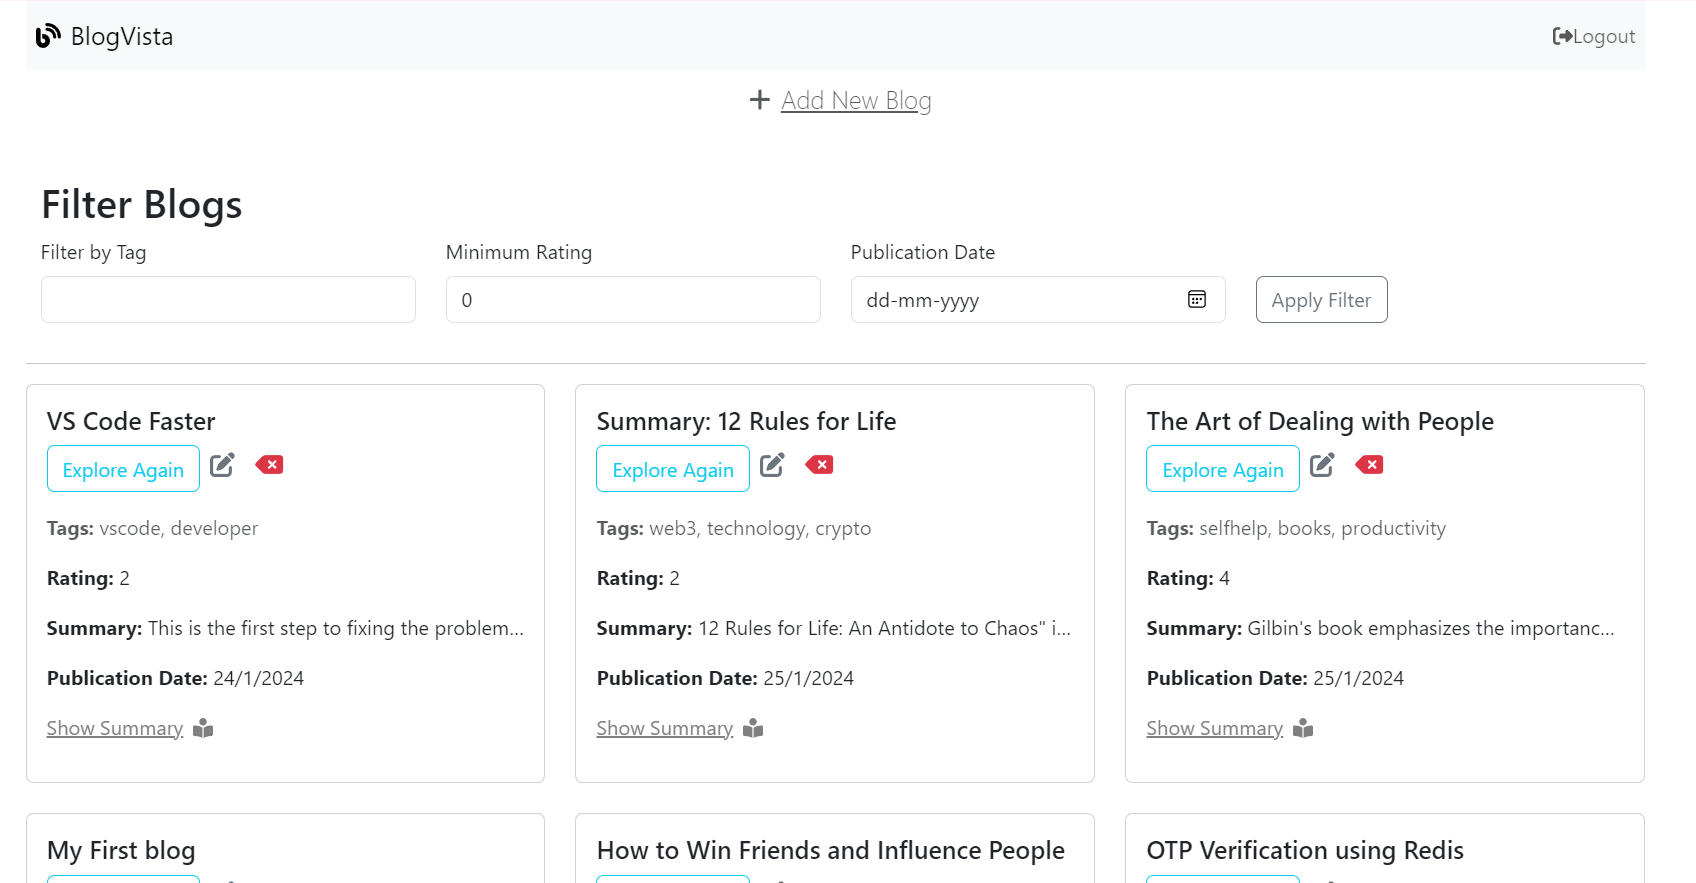 BlogVista
Logout
Add New Blog
Filter Blogs
Filter by Tag
Minimum Rating
Publication Date
0
dd-mm-yyyy
Apply Filter
VS Code Faster
Explore Again
Tags: vscode, developer
Rating: 2
Summary: This is the first step to fixing the problem...
Publication Date: 24/1/2024
Show Summary
Summary: 12 Rules for Life
Explore Again
Tags: web3, technology, crypto
Rating: 2
Summary: 12 Rules for Life: An Antidote to Chaos" i...
Publication Date: 25/1/2024
Show Summary
The Art of Dealing with People
Explore Again
Tags: selfhelp, books, productivity
Rating: 4
Summary: Gilbin's book emphasizes the importanc...
Publication Date: 25/1/2024
Show Summary
My First blog
How to Win Friends and Influence People
OTP Verification using Redis